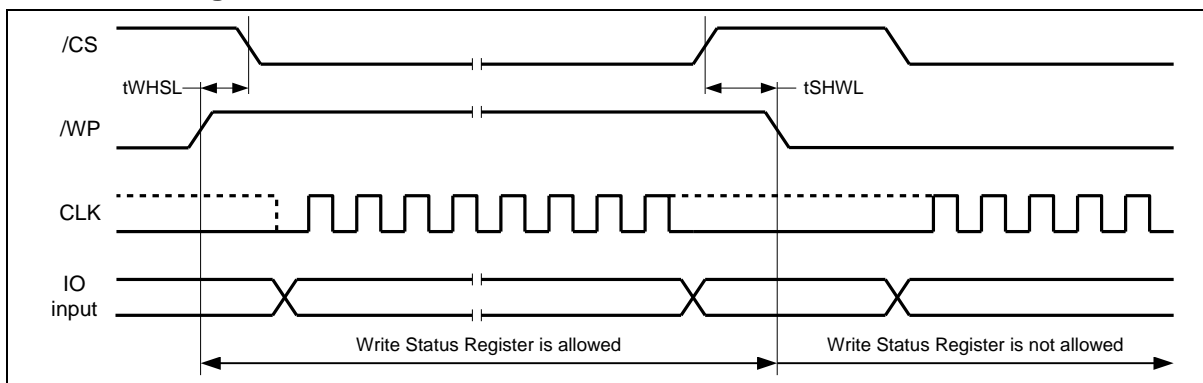 /CS
tWHSL
tSHWL
/WP
CLK
IO
input
Write Status Register is allowed
Write Status Register is not allowed